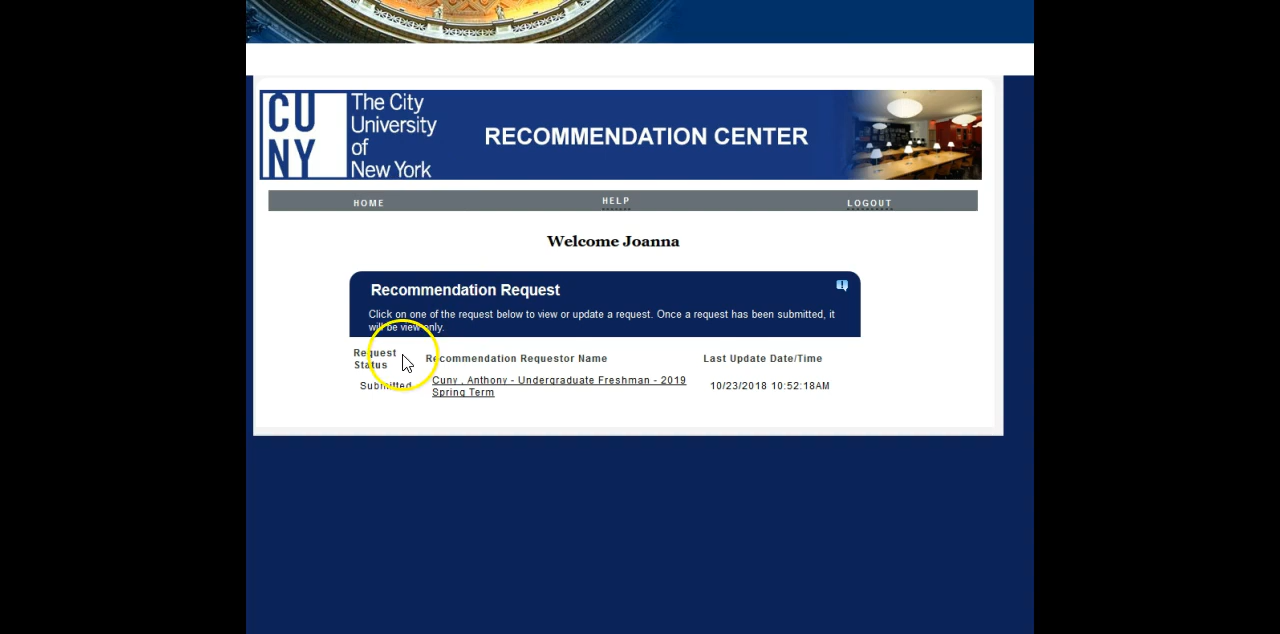 CU
NY
The City
University
of
New York
RECOMMENDATION CENTER
HOME
HELP
LOGOUT
Welcome Joanna
Recommendation Request
Click on one of the request below to view or update a request. Once a request has been submitted, it
will be view only.
Request
Status
Recommendation Requestor Name
Last Update Date/Time
Submitted
Cuny , Anthony - Undergraduate Freshman - 2019
Spring Term
10/23/2018 10:52:18AM